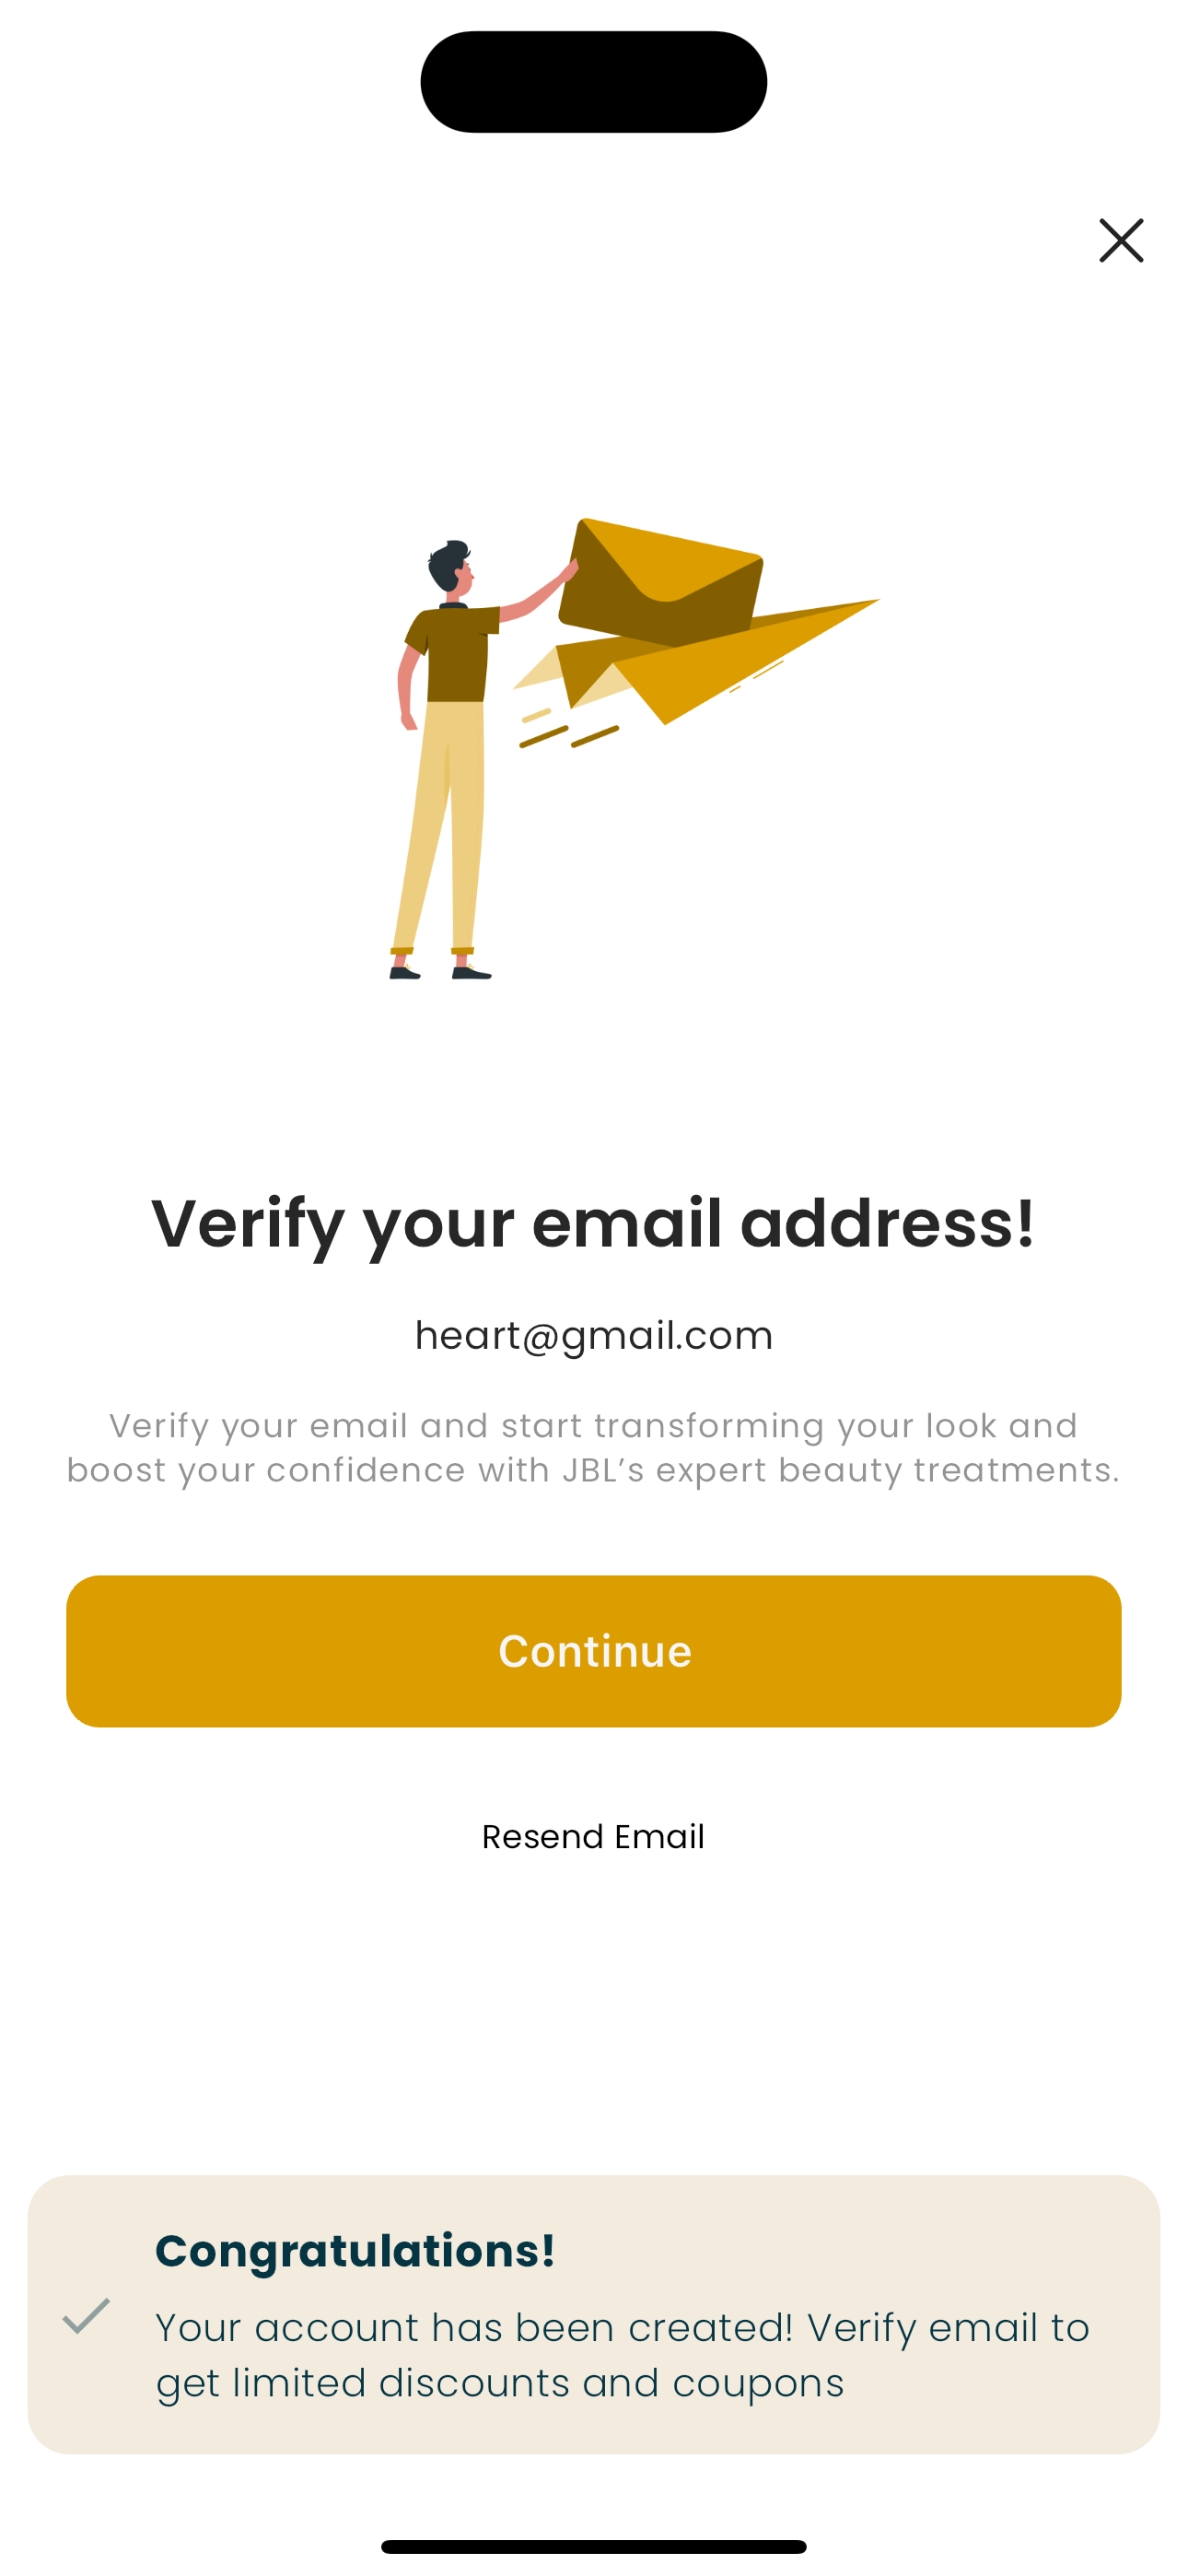 Verify your email address!
heart@gmail.com
Verify your email and start transforming your look and
boost your confidence with JBL’s expert beauty treatments.
Continue
Resend Email
Congratulations!
Your account has been created! Verify email to
get limited discounts and coupons